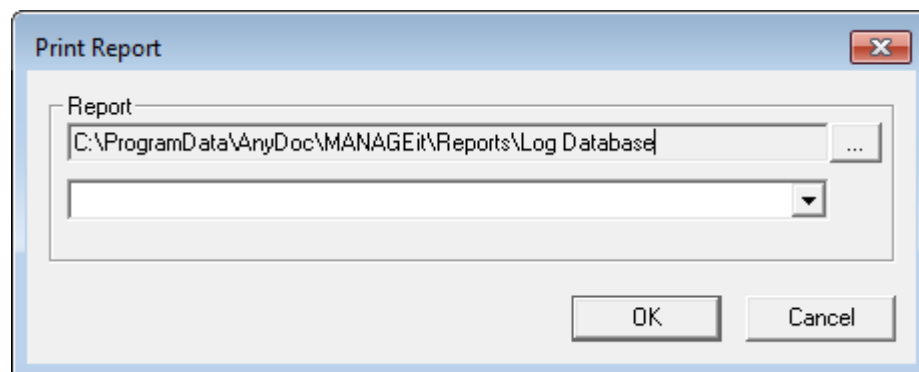 Print Report
Report
C:\ProgramData\AnyDoc\MANAGEit\Reports\Log Database
...
OK
Cancel